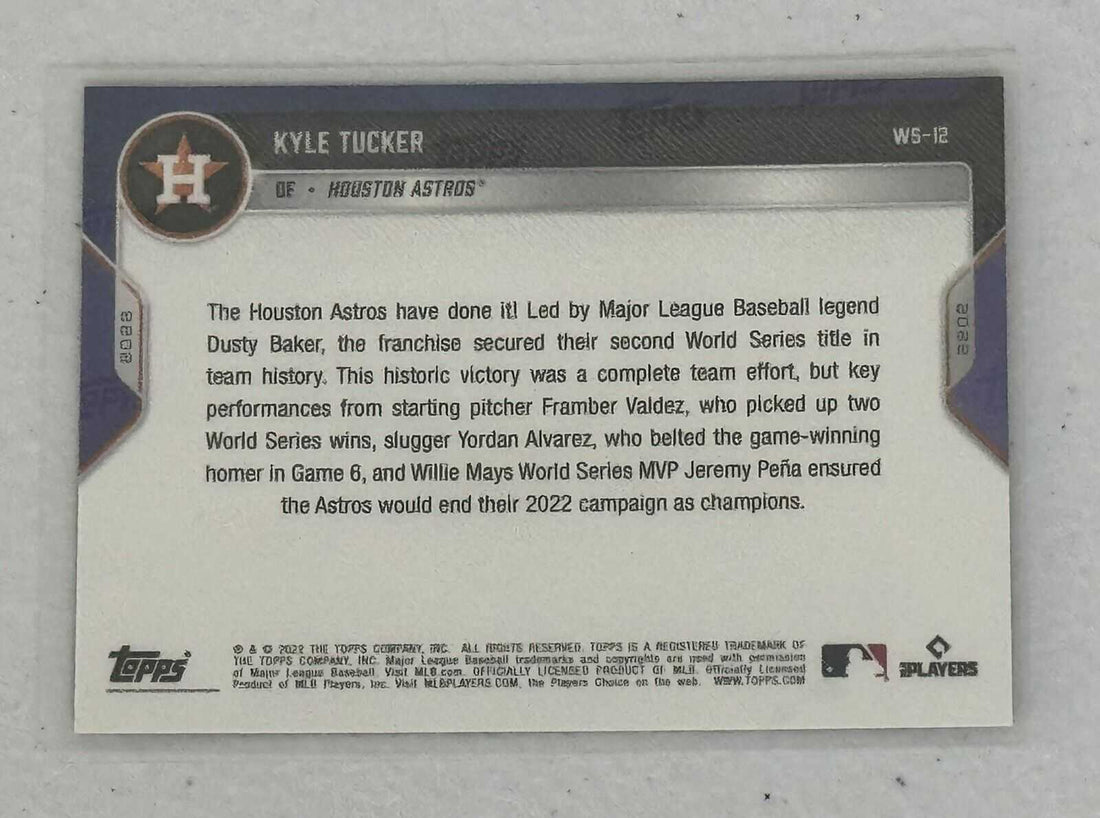 H
KYLE TUCKER
WS-12
OF • HOUSTON ASTROS®
2022
2022
The Houston Astros have done it! Led by Major League Baseball legend
Dusty Baker, the franchise secured their second World Series title in
team history. This historic victory was a complete team effort, but key
performances from starting pitcher Framber Valdez, who picked up two
World Series wins, slugger Yordan Alvarez, who belted the game-winning
homer in Game 6, and Willie Mays World Series MVP Jeremy Peña ensured
the Astros would end their 2022 campaign as champions.
topps®
® & © 2022 THE TOPPS COMPANY, INC. ALL RIGHTS RESERVED. TOPPS IS A REGISTERED TRADEMARK OF
THE TOPPS COMPANY, INC. Major League Baseball trademarks and copyrights are used with permission
of Major League Baseball. Visit MLB.com. OFFICIALLY LICENSED PRODUCT OF MLB. Officially Licensed
Product of MLB Players, Inc. Visit MLBPLAYERS.COM, the Players Choice on the web. WWW.TOPPS.COM
PLAYERS